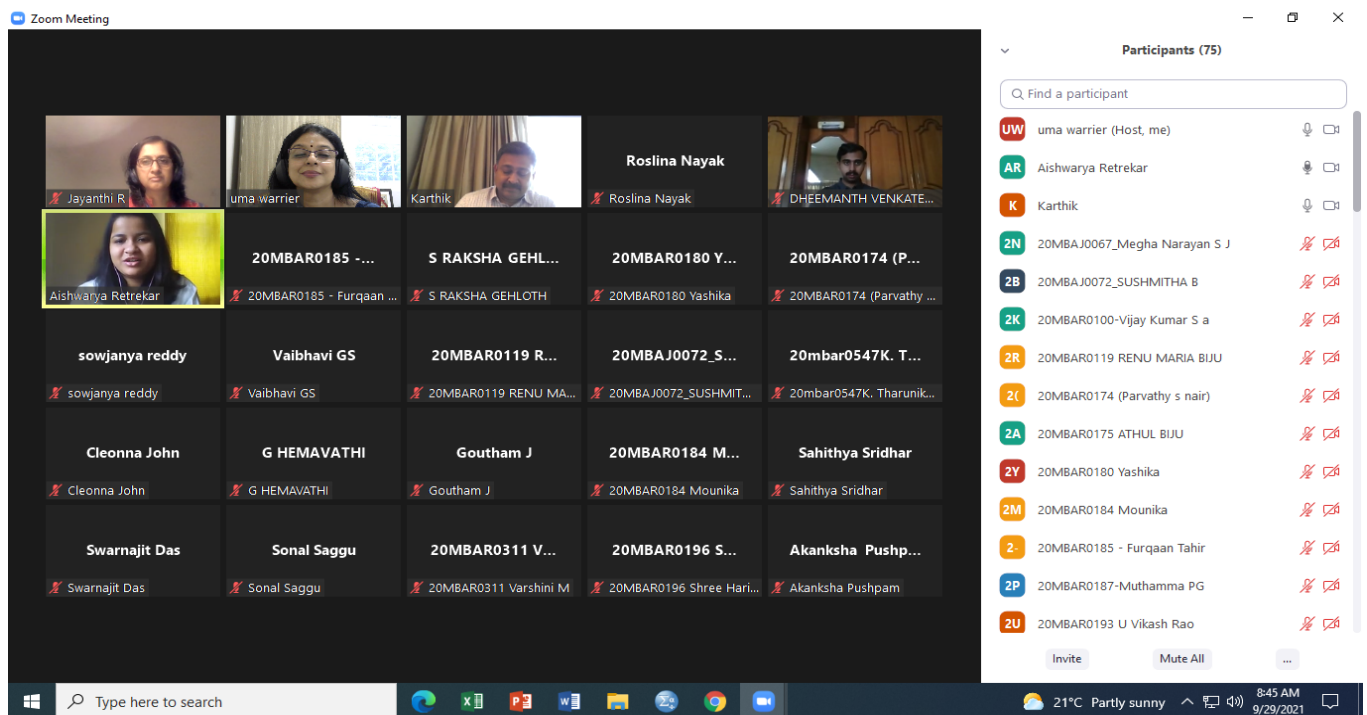 Zoom Meeting
Jayanthi R
uma warrier
Karthik
Roslina Nayak
Roslina Nayak
DHEEMANTH VENKATE...
Aishwarya Retrekar
20MBAR0185 -...
20MBAR0185 - Furqaan ...
S RAKSHA GEHL...
S RAKSHA GEHLOTH
20MBAR0180 Y...
20MBAR0180 Yashika
20MBAR0174 (P...
20MBAR0174 (Parvathy ...
sowjanya reddy
sowjanya reddy
Vaibhavi GS
Vaibhavi GS
20MBAR0119 R...
20MBAR0119 RENU MA...
20MBAJ0072_S...
20MBAJ0072_SUSHMIT...
20mbar0547K. T...
20mbar0547K. Tharunik...
Cleonna John
Cleonna John
G HEMAVATHI
G HEMAVATHI
Goutham J
Goutham J
20MBAR0184 M...
20MBAR0184 Mounika
Sahithya Sridhar
Sahithya Sridhar
Swarnajit Das
Swarnajit Das
Sonal Saggu
Sonal Saggu
20MBAR0311 V...
20MBAR0311 Varshini M
20MBAR0196 S...
20MBAR0196 Shree Hari...
Akanksha Pushp...
Akanksha Pushpam
Participants (75)
Find a participant
UW uma warrier (Host, me)
AR Aishwarya Retrekar
K Karthik
2N 20MBAJ0067_Megha Narayan S J
2B 20MBAJ0072_SUSHMITHA B
2K 20MBAR0100-Vijay Kumar S a
2R 20MBAR0119 RENU MARIA BIJU
2( 20MBAR0174 (Parvathy s nair)
2A 20MBAR0175 ATHUL BIJU
2Y 20MBAR0180 Yashika
2M 20MBAR0184 Mounika
2- 20MBAR0185 - Furqaan Tahir
2P 20MBAR0187-Muthamma PG
2U 20MBAR0193 U Vikash Rao
Invite Mute All ...
Type here to search
21°C Partly sunny
8:45 AM
9/29/2021